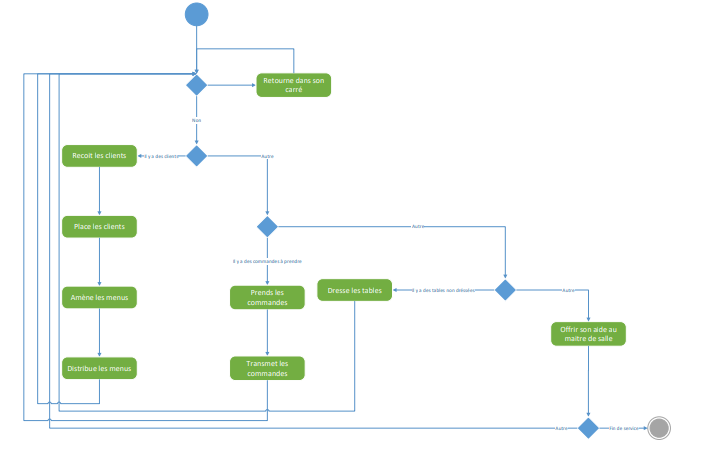 Retourne dans son
carré
Non
Recoit les clients
Il y a des clients
Autre
Place les clients
Autre
Il y a des commandes à prendre
Amène les menus
Prends les
commandes
Dresse les tables
Il y a des tables non dréssées
Autre
Offrir son aide au
maitre de salle
Distribue les menus
Transmet les
commandes
Autre
Fin de service